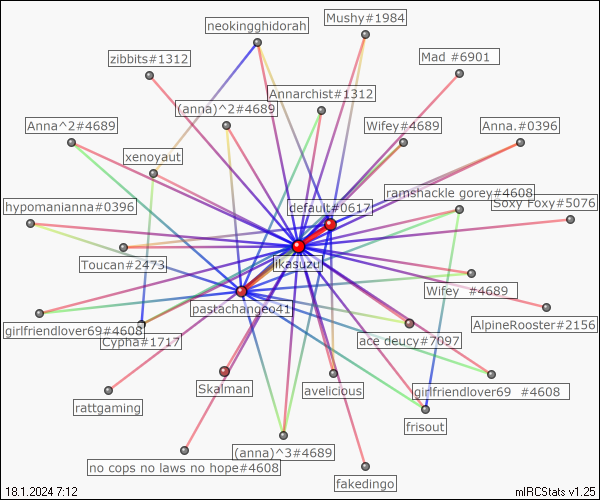 Mushy#1984
neokingghidorah
zibbits#1312
Mad #6901
Annarchist#1312
(anna)^2#4689
Anna^2#4689
Wifey#4689
Anna.#0396
xenoyaut
ramshackle gorey#4608
Soxy Foxy#5076
hypomanianna#0396
default#0617
Toucan#2473
ikasuzu
Wifey #4689
pastachangeo41
AlpineRooster#2156
girlfriendlover69#4608
Cypha#1717
ace deucy#7097
Skalman
avelicious
girlfriendlover69 #4608
rattgaming
frisout
(anna)^3#4689
no cops no laws no hope#4608
fakedingo
18.1.2024 7:12
mIRCStats v1.25